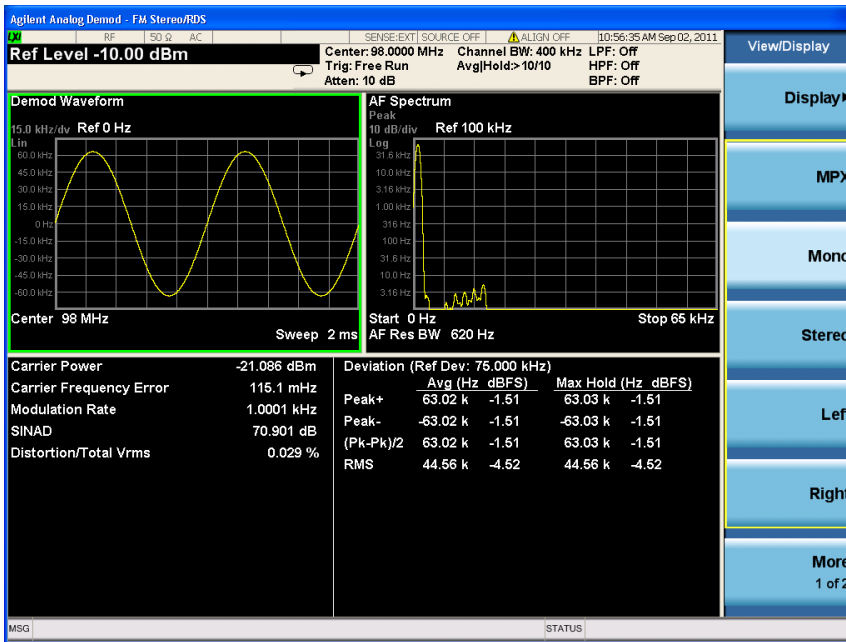 Agilent Analog Demod - FM Stereo/RDS
LXI RF 50 Ω AC SENSE:EXT SOURCE OFF ALIGN OFF 10:56:35 AM Sep 02, 2011
Ref Level -10.00 dBm
Center: 98.0000 MHz Channel BW: 400 kHz LPF: Off
Trig: Free Run Avg|Hold:>10/10 HPF: Off
Atten: 10 dB BPF: Off
Demod Waveform
15.0 kHz/dv Ref 0 Hz
Lin
60.0 kHz
45.0 kHz
30.0 kHz
15.0 kHz
0 Hz
-15.0 kHz
-30.0 kHz
-45.0 kHz
-60.0 kHz
Center 98 MHz
Sweep 2 ms
AF Spectrum
Peak
10 dB/div Ref 100 kHz
Log
31.6 kHz
10.0 kHz
3.16 kHz
1.00 kHz
316 Hz
100 Hz
31.6 Hz
10.0 Hz
3.16 Hz
Start 0 Hz Stop 65 kHz
AF Res BW 620 Hz
Carrier Power -21.086 dBm
Carrier Frequency Error 115.1 mHz
Modulation Rate 1.0001 kHz
SINAD 70.901 dB
Distortion/Total Vrms 0.029 %
Deviation (Ref Dev: 75.000 kHz)
Avg (Hz dBFS) Max Hold (Hz dBFS)
Peak+ 63.02 k -1.51 63.03 k -1.51
Peak- -63.02 k -1.51 -63.03 k -1.51
(Pk-Pk)/2 63.02 k -1.51 63.03 k -1.51
RMS 44.56 k -4.52 44.56 k -4.52
View/Display
Display
MPX
Mono
Stereo
Lef
Right
More
1 of 2
MSG STATUS